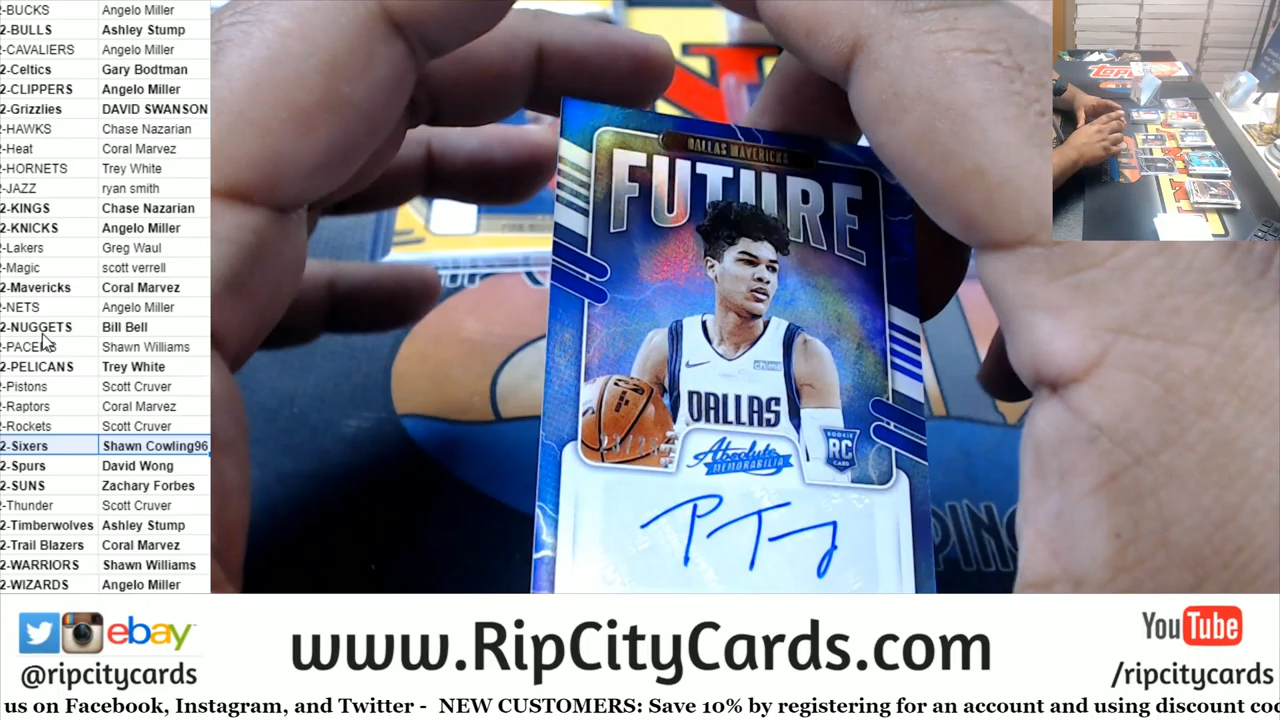 2-BUCKS Angelo Miller
2-BULLS Ashley Stump
2-CAVALIERS Angelo Miller
2-Celtics Gary Bodtman
2-CLIPPERS Angelo Miller
2-Grizzlies DAVID SWANSON
2-HAWKS Chase Nazarian
2-Heat Coral Marvez
2-HORNETS Trey White
2-JAZZ ryan smith
2-KINGS Chase Nazarian
2-KNICKS Angelo Miller
2-Lakers Greg Waul
2-Magic scott verrell
2-Mavericks Coral Marvez
2-NETS Angelo Miller
2-NUGGETS Bill Bell
2-PACERS Shawn Williams
2-PELICANS Trey White
2-Pistons Scott Cruver
2-Raptors Coral Marvez
2-Rockets Scott Cruver
2-Sixers Shawn Cowling96
2-Spurs David Wong
2-SUNS Zachary Forbes
2-Thunder Scott Cruver
2-Timberwolves Ashley Stump
2-Trail Blazers Coral Marvez
2-WARRIORS Shawn Williams
2-WIZARDS Angelo Miller
DALLAS MAVERICKS
FUTURE
chime
DALLAS
Absolute
MEMORABILIA
ROOKIE
RC
CARD
topps
ebay
@ripcitycards
www.RipCityCards.com
YouTube
/ripcitycards
us on Facebook, Instagram, and Twitter - NEW CUSTOMERS: Save 10% by registering for an account and using discount cod